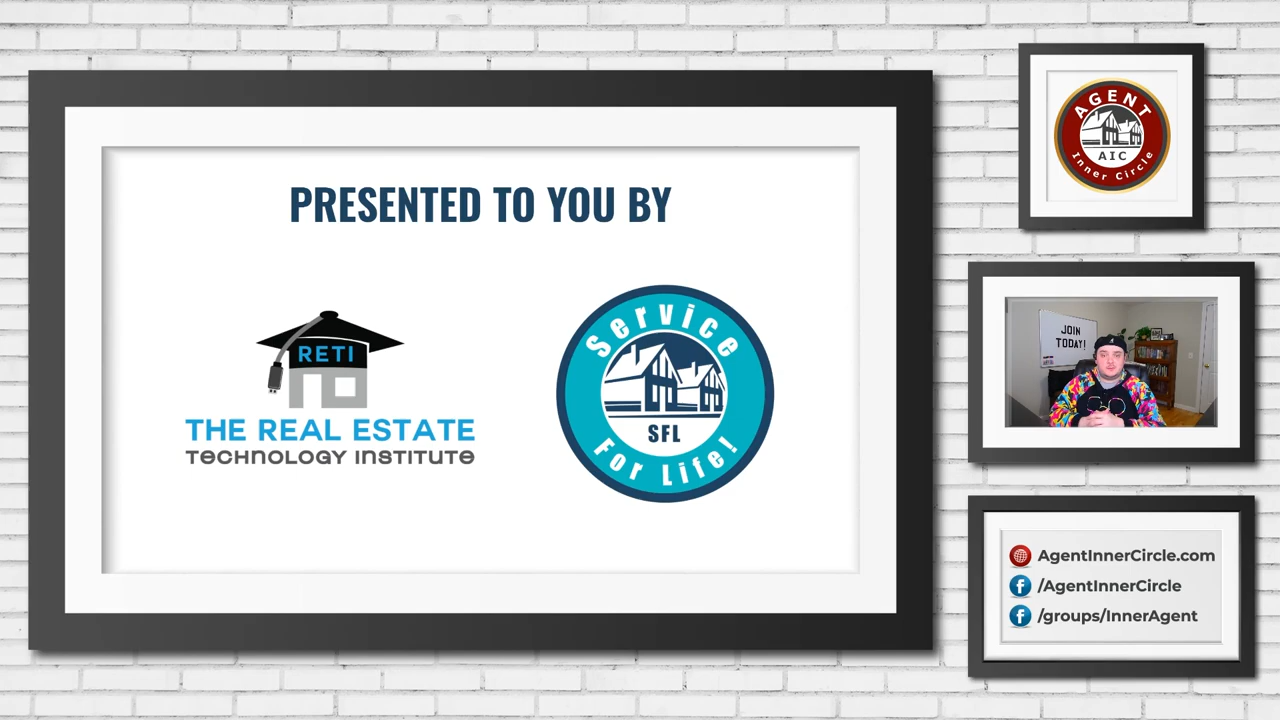 PRESENTED TO YOU BY
RETI
THE REAL ESTATE
TECHNOLOGY INSTITUTE
Service
SFL
For Life!
AGENT
AIC
Inner Circle
JOIN
TODAY!
AgentInnerCircle.com
/AgentInnerCircle
/groups/InnerAgent